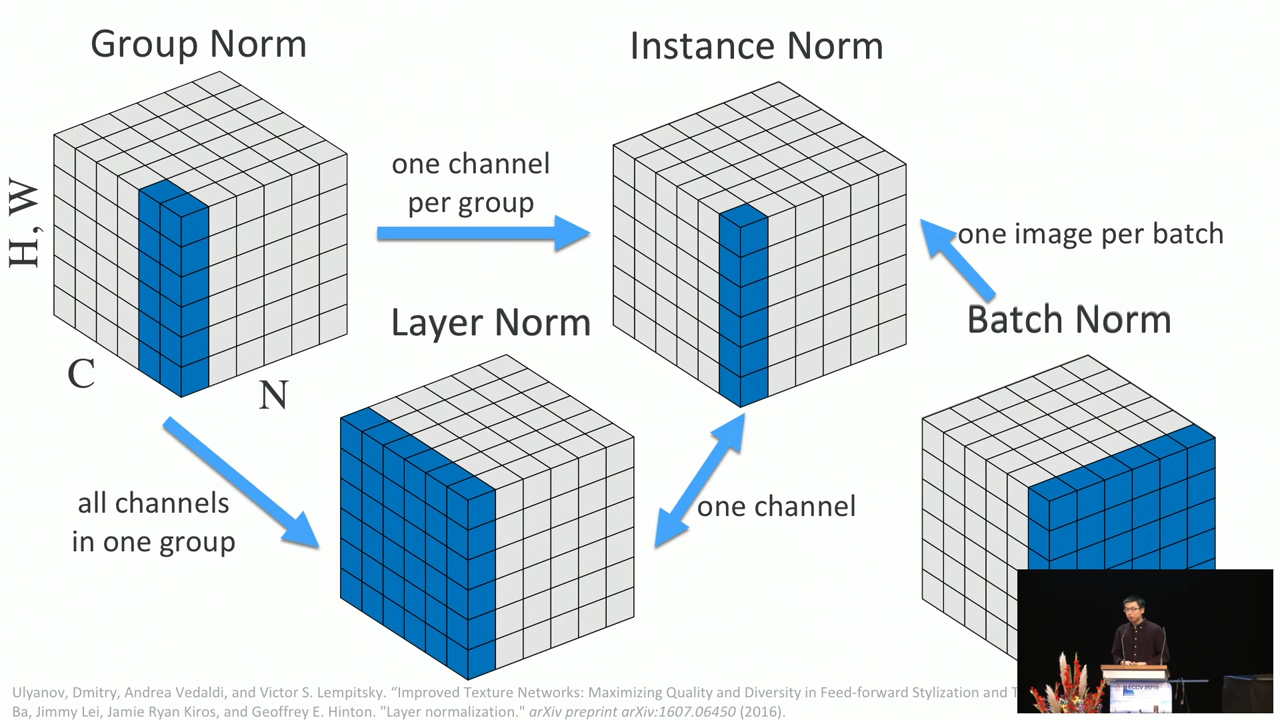 Group Norm
Instance Norm
one channel
per group
H, W
one image per batch
Layer Norm
Batch Norm
C
N
all channels
in one group
one channel
Ulyanov, Dmitry, Andrea Vedaldi, and Victor S. Lempitsky. “Improved Texture Networks: Maximizing Quality and Diversity in Feed-forward Stylization and T
Ba, Jimmy Lei, Jamie Ryan Kiros, and Geoffrey E. Hinton. "Layer normalization." arXiv preprint arXiv:1607.06450 (2016).
ECCV 2018